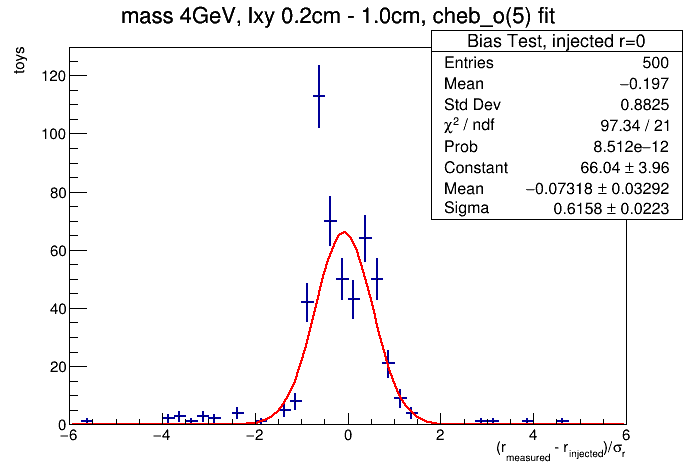 mass 4GeV, lxy 0.2cm - 1.0cm, cheb_o(5) fit
toys
Bias Test, injected r=0
Entries 500
Mean −0.197
Std Dev 0.8825
χ² / ndf 97.34 / 21
Prob 8.512e−12
Constant 66.04 ± 3.96
Mean −0.07318 ± 0.03292
Sigma 0.6158 ± 0.0223
120
100
80
60
40
20
0
−6 −4 −2 0 2 4 6
(r_measured - r_injected)/σ_r